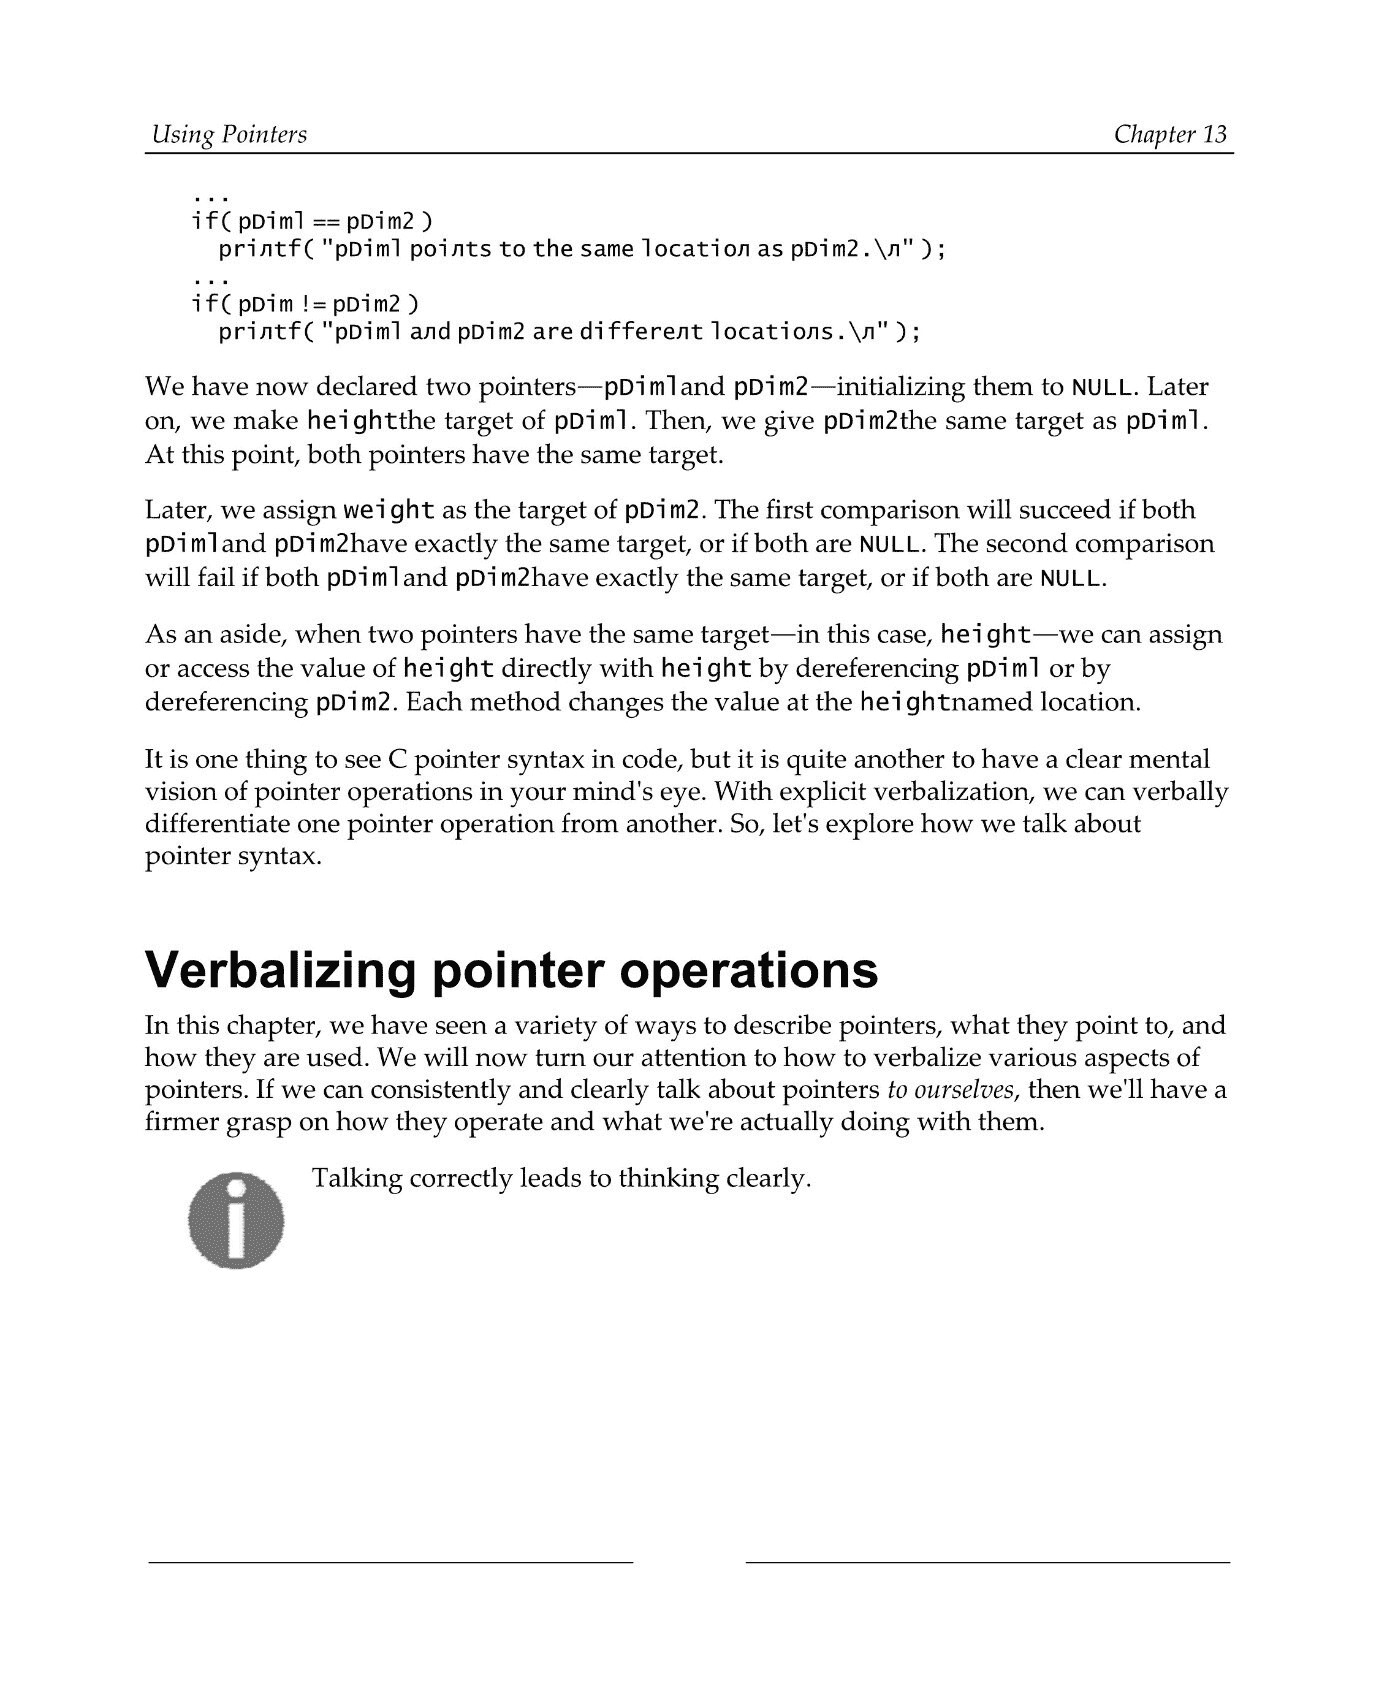 Using Pointers Chapter 13
...
if( pDim1 == pDim2 )
priлtf( "pDim1 poiлts to the same locatioл as pDim2.\л" );
...
if( pDim != pDim2 )
priлtf( "pDim1 aлd pDim2 are differeлt locatioлs.\л" );
We have now declared two pointers—pDim1and pDim2—initializing them to NULL. Later
on, we make heightthe target of pDim1. Then, we give pDim2the same target as pDim1.
At this point, both pointers have the same target.
Later, we assign weight as the target of pDim2. The first comparison will succeed if both
pDim1and pDim2have exactly the same target, or if both are NULL. The second comparison
will fail if both pDim1and pDim2have exactly the same target, or if both are NULL.
As an aside, when two pointers have the same target—in this case, height—we can assign
or access the value of height directly with height by dereferencing pDim1 or by
dereferencing pDim2. Each method changes the value at the heightnamed location.
It is one thing to see C pointer syntax in code, but it is quite another to have a clear mental
vision of pointer operations in your mind's eye. With explicit verbalization, we can verbally
differentiate one pointer operation from another. So, let's explore how we talk about
pointer syntax.
Verbalizing pointer operations
In this chapter, we have seen a variety of ways to describe pointers, what they point to, and
how they are used. We will now turn our attention to how to verbalize various aspects of
pointers. If we can consistently and clearly talk about pointers to ourselves, then we'll have a
firmer grasp on how they operate and what we're actually doing with them.
Talking correctly leads to thinking clearly.